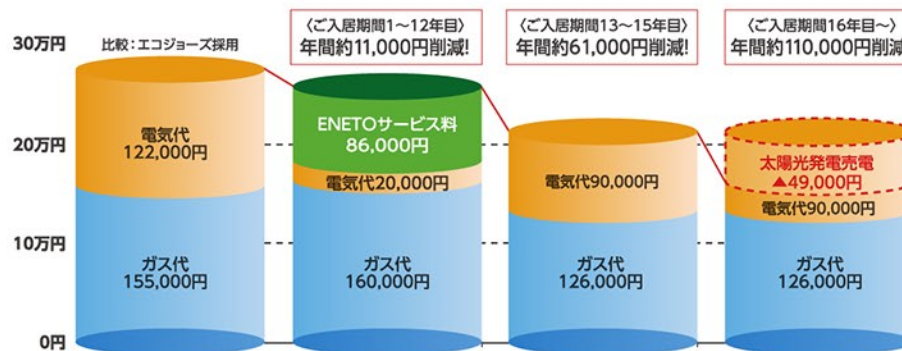 〈ご入居期間1〜12年目〉
年間約11,000円削減!
〈ご入居期間13〜15年目〉
年間約61,000円削減!
〈ご入居期間16年目〜〉
年間約110,000円削減
30万円
比較：エコジョーズ採用
20万円
10万円
0円
電気代
122,000円
ガス代
155,000円
ENETOサービス料
86,000円
電気代20,000円
ガス代
160,000円
電気代90,000円
ガス代
126,000円
太陽光発電売電
▲49,000円
電気代90,000円
ガス代
126,000円